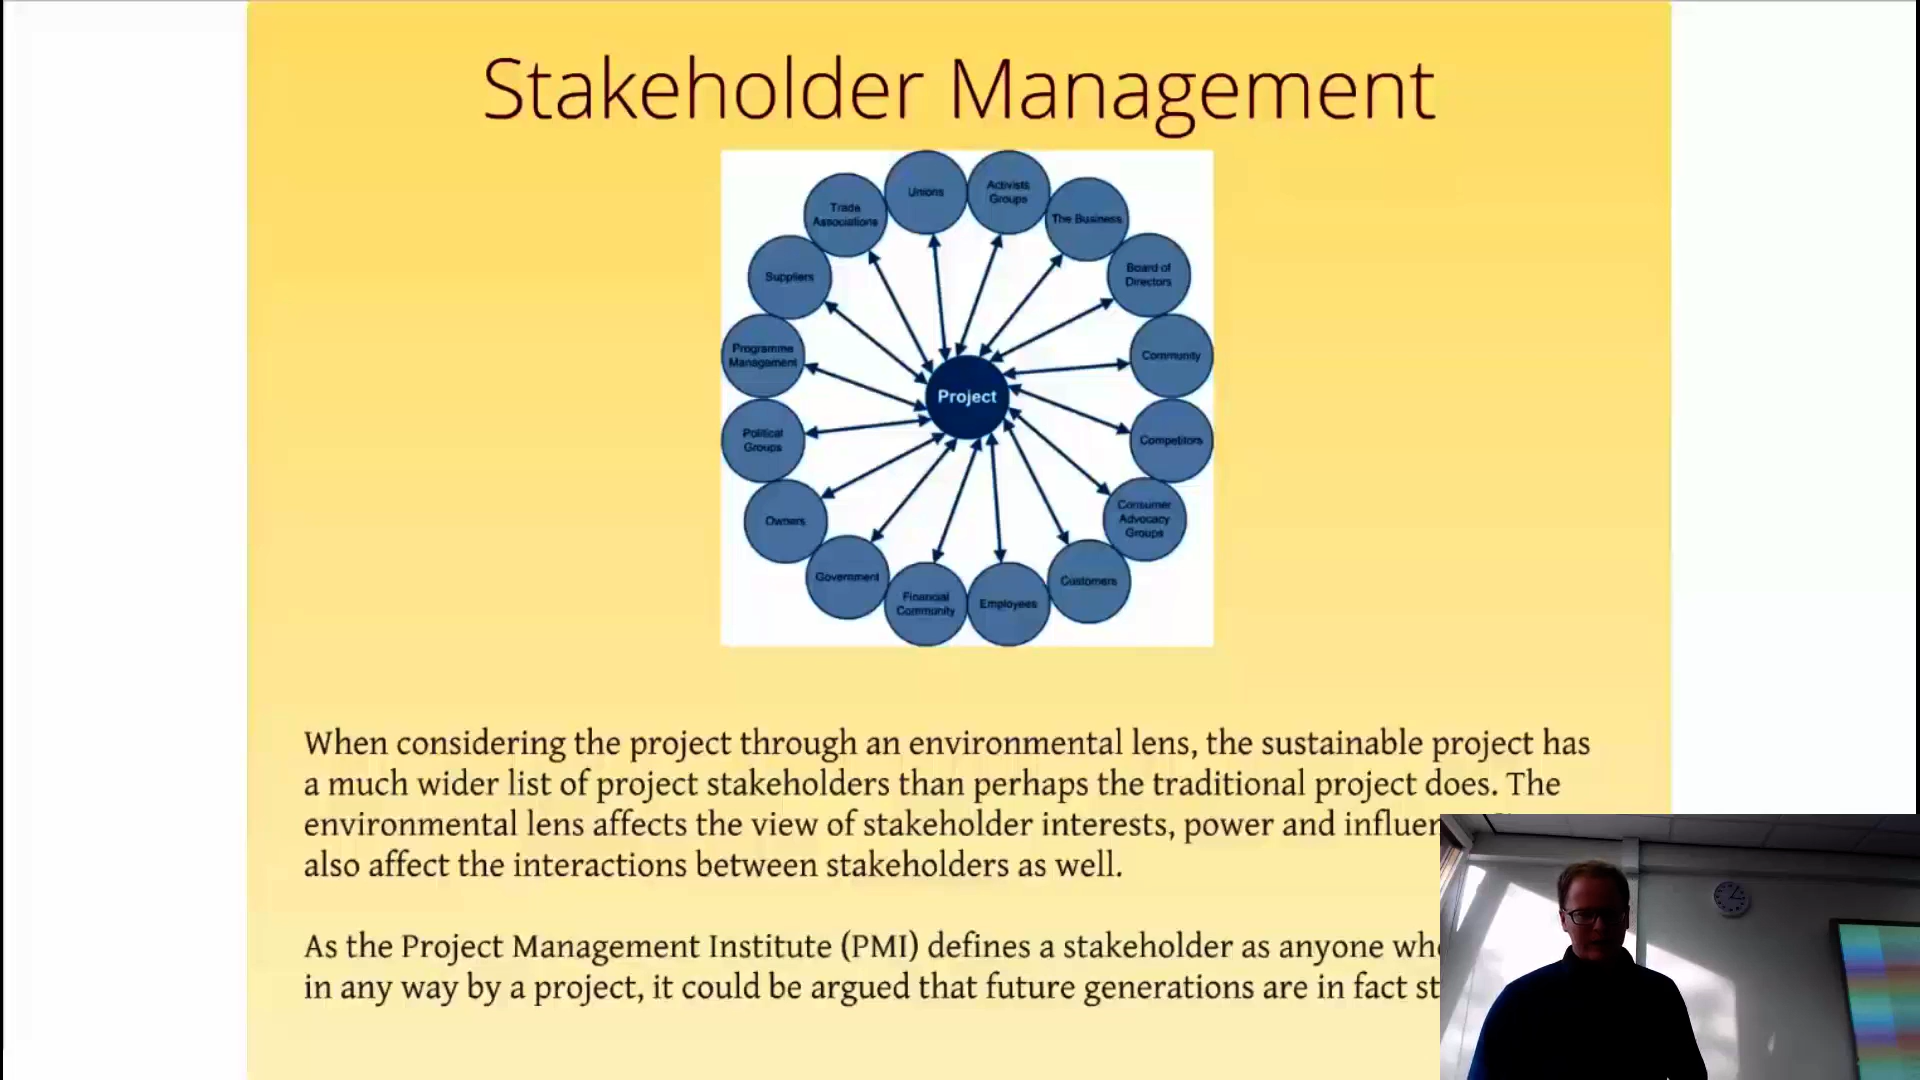 Stakeholder Management
Unions
Activists
Groups
Trade
Associations
The Business
Suppliers
Board of
Directors
Programme
Management
Community
Project
Political
Groups
Competitors
Owners
Consumer
Advocacy
Groups
Government
Customers
Financial
Community
Employees
When considering the project through an environmental lens, the sustainable project has
a much wider list of project stakeholders than perhaps the traditional project does. The
environmental lens affects the view of stakeholder interests, power and
also affect the interactions between stakeholders as well.
As the Project Management Institute (PMI) defines a stakeholder as anyone
in any way by a project, it could be argued that future generations are in fact